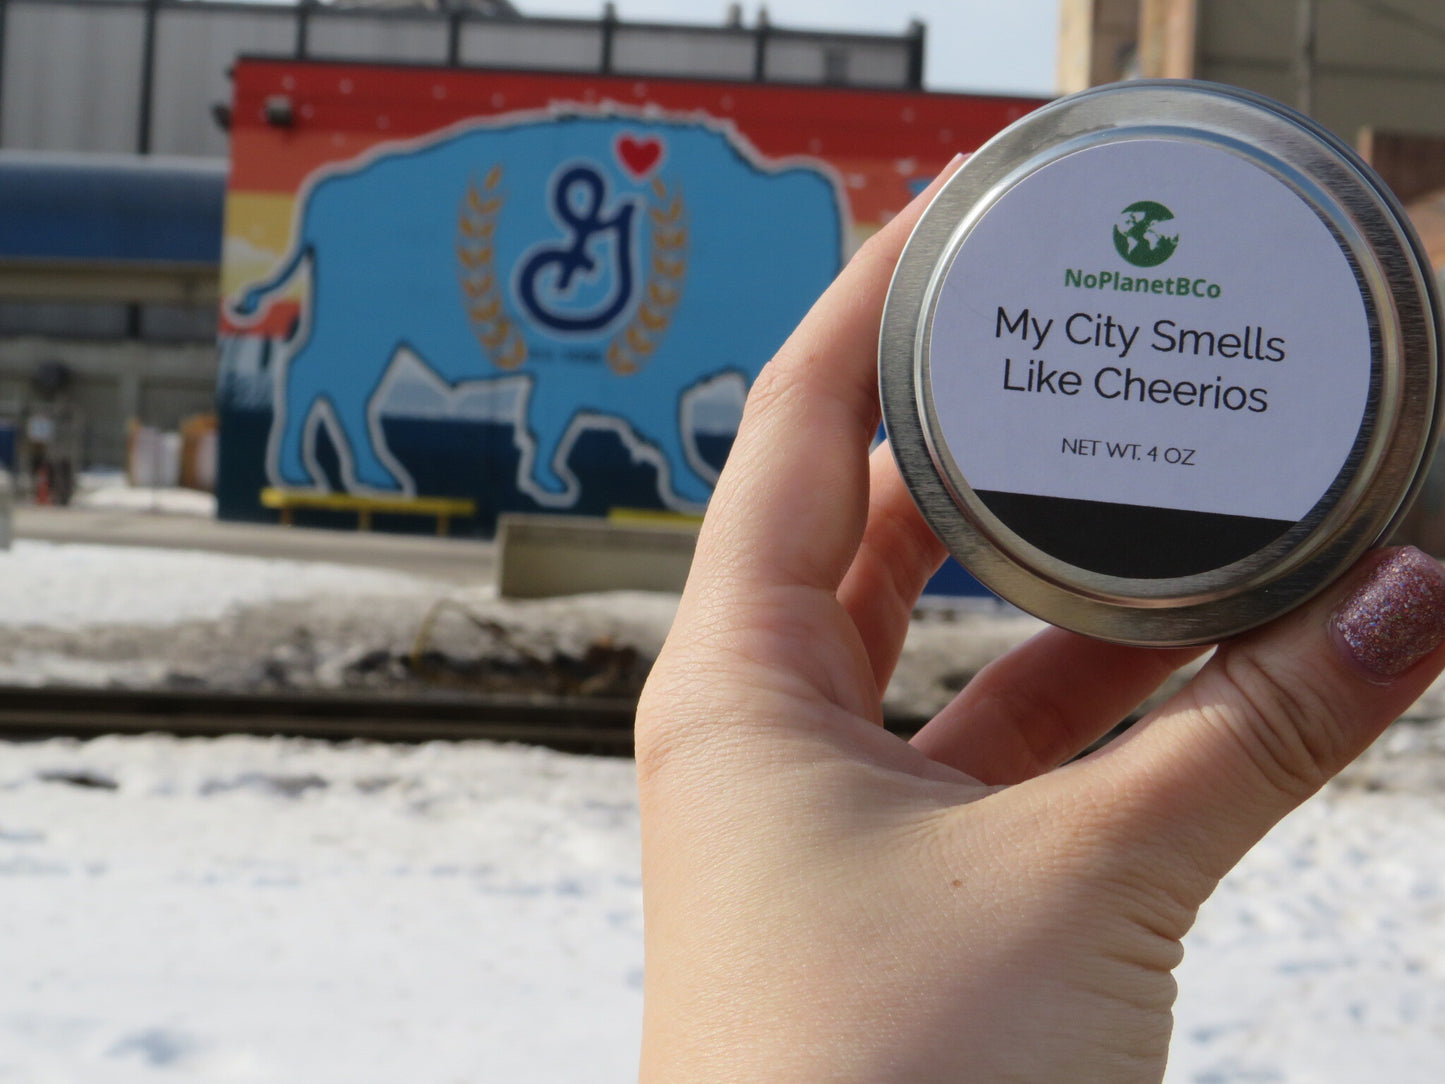 NoPlanetBCo
My City Smells
Like Cheerios
NET WT. 4 OZ
G